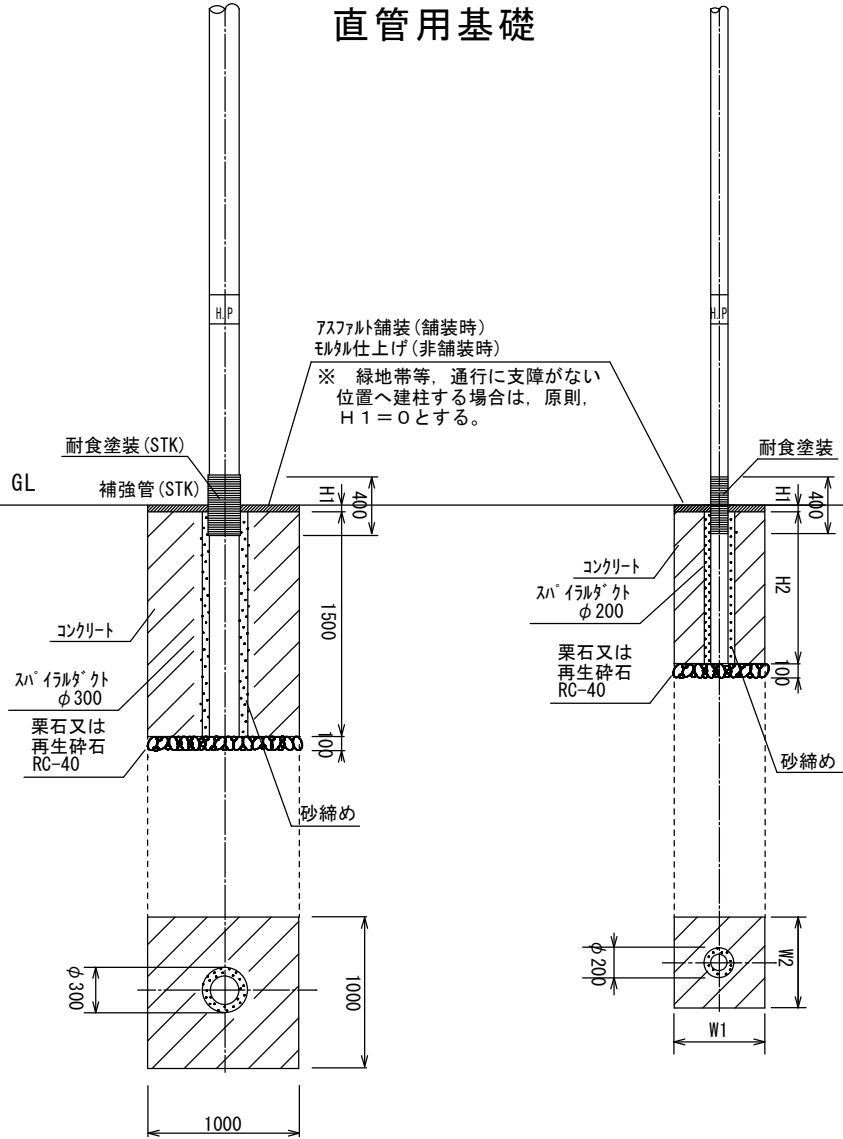 直管用基礎
H.P
H.P
アスファルト舗装(舗装時)
モルタル仕上げ(非舗装時)
※ 緑地帯等，通行に支障がない
位置へ建柱する場合は，原則，
H1=0とする。
耐食塗装(STK)
GL
補強管(STK)
H1
400
耐食塗装
H1
400
コンクリート
スパイラルダクト
φ300
栗石又は
再生砕石
RC-40
1500
100
砂締め
コンクリート
スパイラルダクト
φ200
栗石又は
再生砕石
RC-40
H2
100
砂締め
φ300
1000
1000
φ200
W2
W1